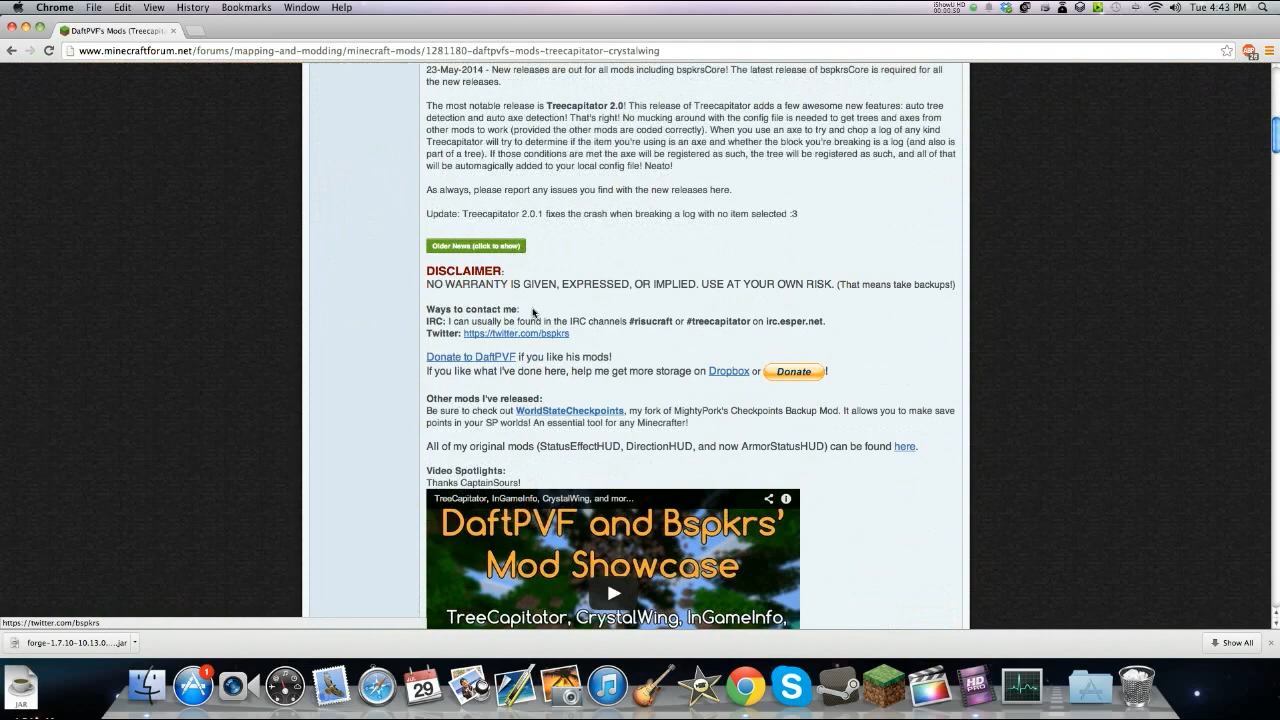 Chrome File Edit View History Bookmarks Window Help
iShowU HD
00:00:50
Tue 4:43 PM
DaftPVF's Mods (Treecapit
www.minecraftforum.net/forums/mapping-and-modding/minecraft-mods/1281180-daftpvfs-mods-treecapitator-crystalwing
ABP
23-May-2014 - New releases are out for all mods including bspkrsCore! The latest release of bspkrsCore is required for all
the new releases.
The most notable release is Treecapitator 2.0! This release of Treecapitator adds a few awesome new features: auto tree
detection and auto axe detection! That's right! No mucking around with the config file is needed to get trees and axes from
other mods to work (provided the other mods are coded correctly). When you use an axe to try and chop a log of any kind
Treecapitator will try to determine if the item you're using is an axe and whether the block you're breaking is a log (and also is
part of a tree). If those conditions are met the axe will be registered as such, the tree will be registered as such, and all of that
will be automagically added to your local config file! Neato!
As always, please report any issues you find with the new releases here.
Update: Treecapitator 2.0.1 fixes the crash when breaking a log with no item selected :3
Older News (click to show)
DISCLAIMER:
NO WARRANTY IS GIVEN, EXPRESSED, OR IMPLIED. USE AT YOUR OWN RISK. (That means take backups!)
Ways to contact me:
IRC: I can usually be found in the IRC channels #risucraft or #treecapitator on irc.esper.net.
Twitter: https://twitter.com/bspkrs
Donate to DaftPVF if you like his mods!
If you like what I've done here, help me get more storage on Dropbox or Donate!
Other mods I've released:
Be sure to check out WorldStateCheckpoints, my fork of MightyPork's Checkpoints Backup Mod. It allows you to make save
points in your SP worlds! An essential tool for any Minecrafter!
All of my original mods (StatusEffectHUD, DirectionHUD, and now ArmorStatusHUD) can be found here.
Video Spotlights:
Thanks CaptainSours!
TreeCapitator, InGameInfo, CrystalWing, and mor...
DaftPVF and Bspkrs'
Mod Showcase
TreeCapitator, CrystalWing, InGameInfo,
https://twitter.com/bspkrs
forge-1.7.10-10.13.0....jar
Show All
JAR
1
JUL
29
HD
PRO